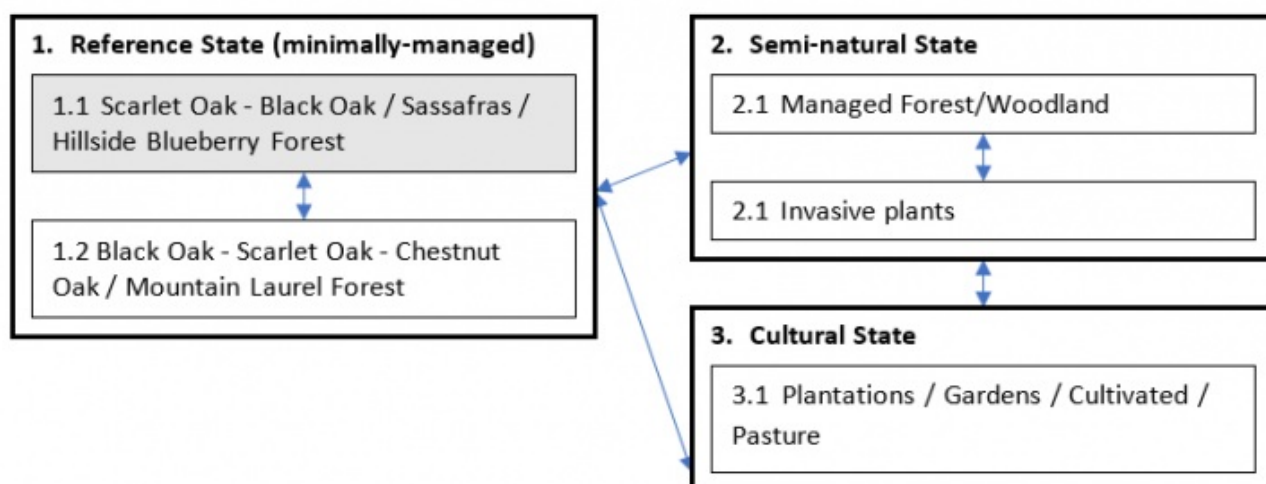 1. Reference State (minimally-managed)
1.1 Scarlet Oak - Black Oak / Sassafras /
Hillside Blueberry Forest
1.2 Black Oak - Scarlet Oak - Chestnut
Oak / Mountain Laurel Forest
2. Semi-natural State
2.1 Managed Forest/Woodland
2.1 Invasive plants
3. Cultural State
3.1 Plantations / Gardens / Cultivated /
Pasture